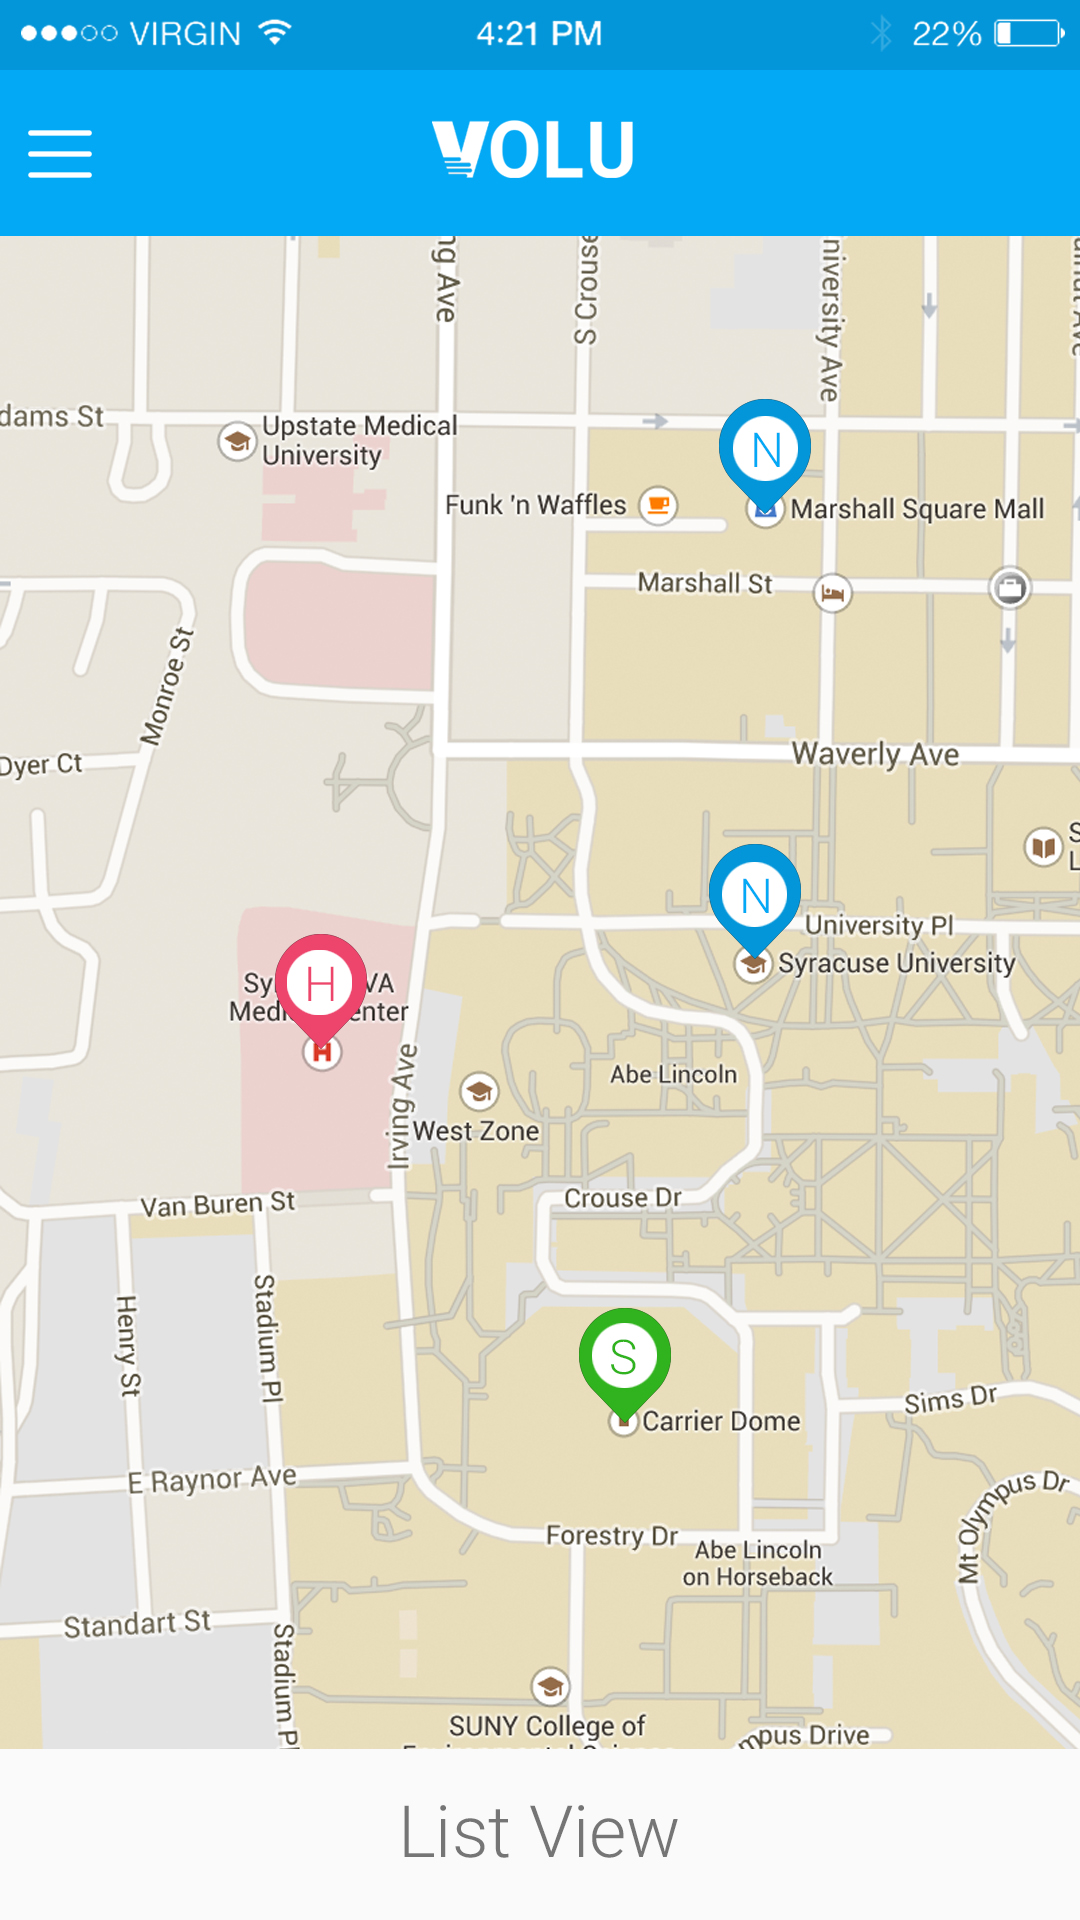 VIRGIN 4:21 PM 22%
VOLU
ng Ave
S Crouse
niversity Ave
dams St
Upstate Medical
University
Funk 'n Waffles
N
Marshall Square Mall
Marshall St
Monroe St
Dyer Ct
Waverly Ave
S
L
N
University Pl
Syracuse University
H
VA
enter
H
Irving Ave
Abe Lincoln
West Zone
Van Buren St
Crouse Dr
Henry St
Stadium Pl
S
Carrier Dome
Sims Dr
E Raynor Ave
Mt Olympus Dr
Forestry Dr
Abe Lincoln
on Horseback
Standart St
Stadium Pl
SUNY College of
mpus Drive
List View